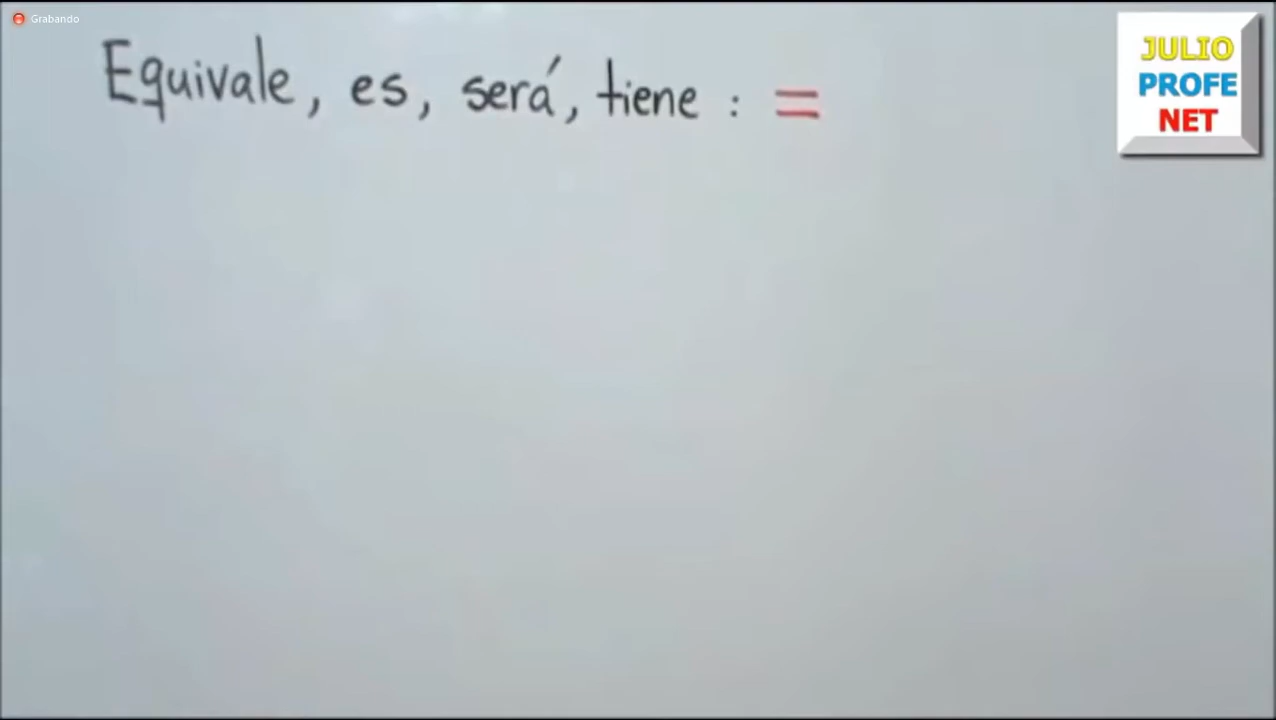 Grabando
Equivale, es, será, tiene : =
JULIO
PROFE
NET